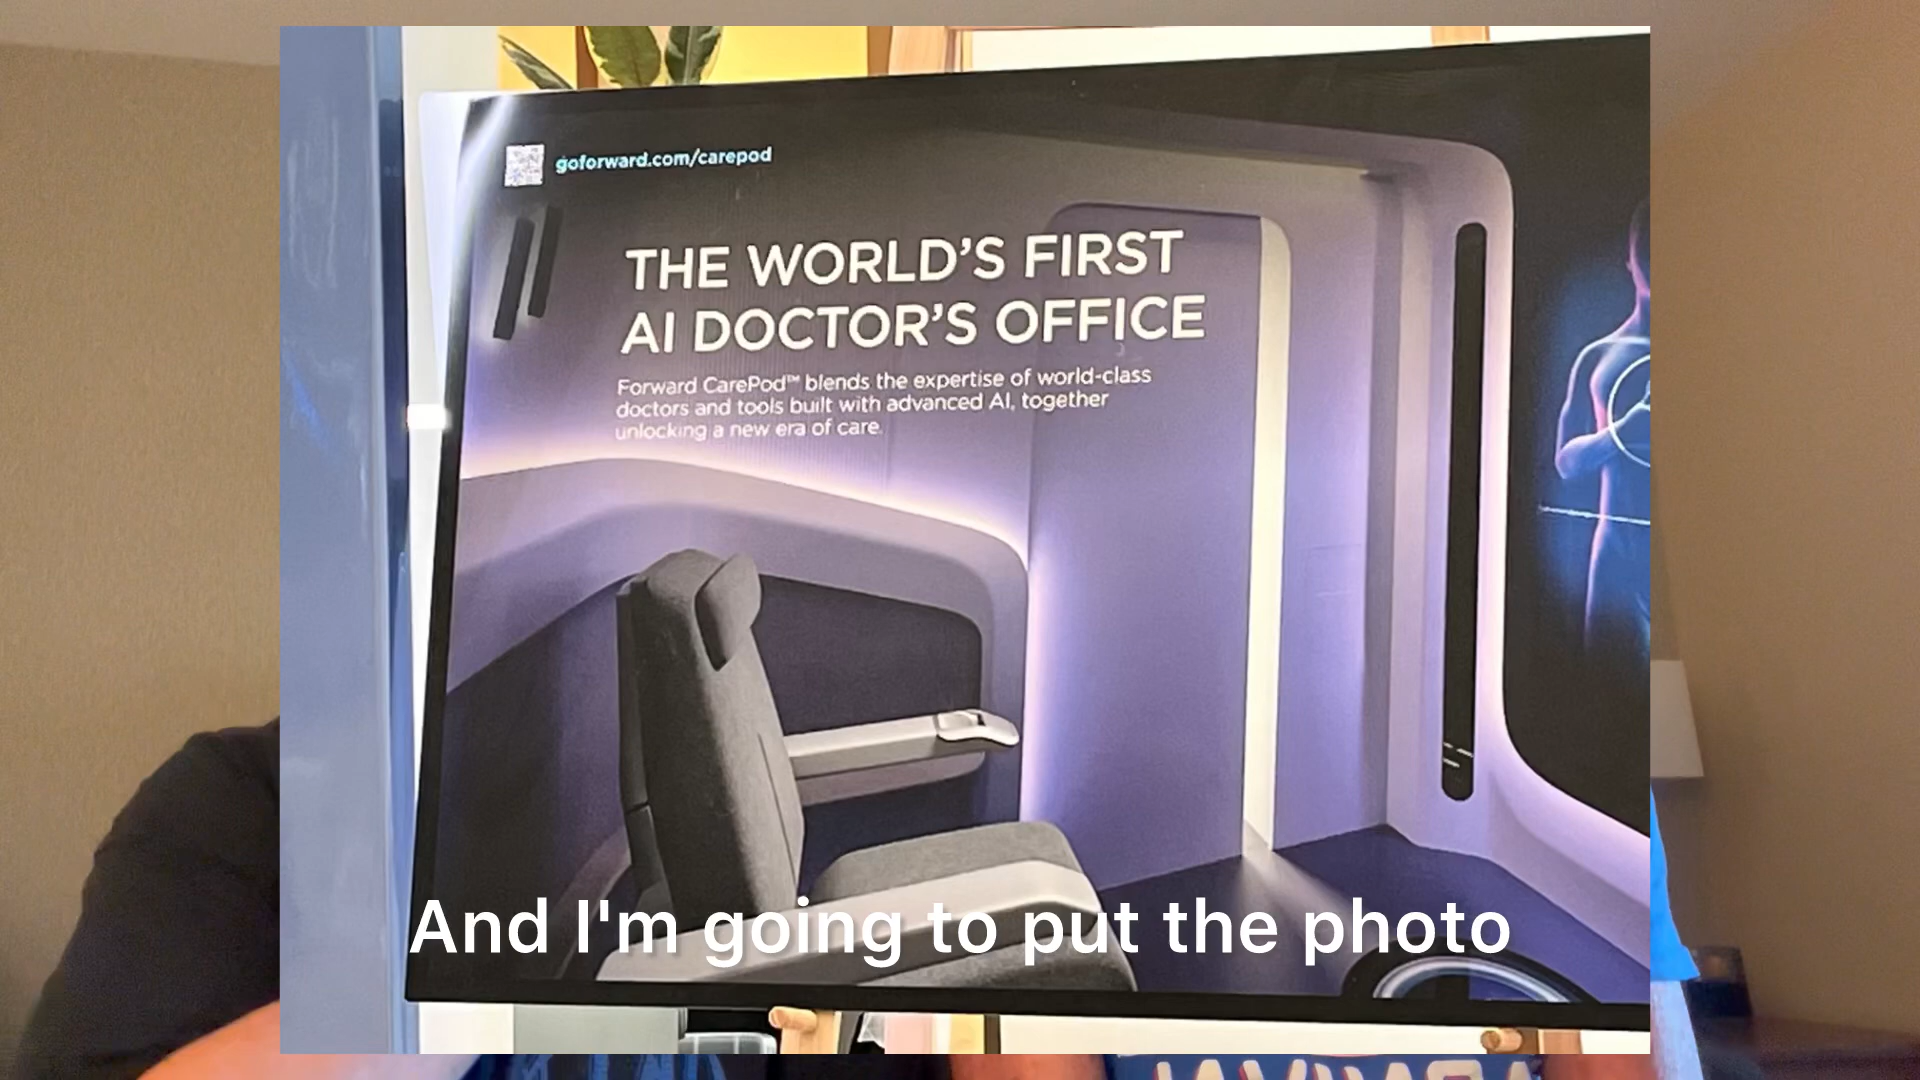 goforward.com/carepod
THE WORLD'S FIRST
AI DOCTOR'S OFFICE
Forward CarePod™ blends the expertise of world-class
doctors and tools built with advanced AI, together
unlocking a new era of care.
And I'm going to put the photo